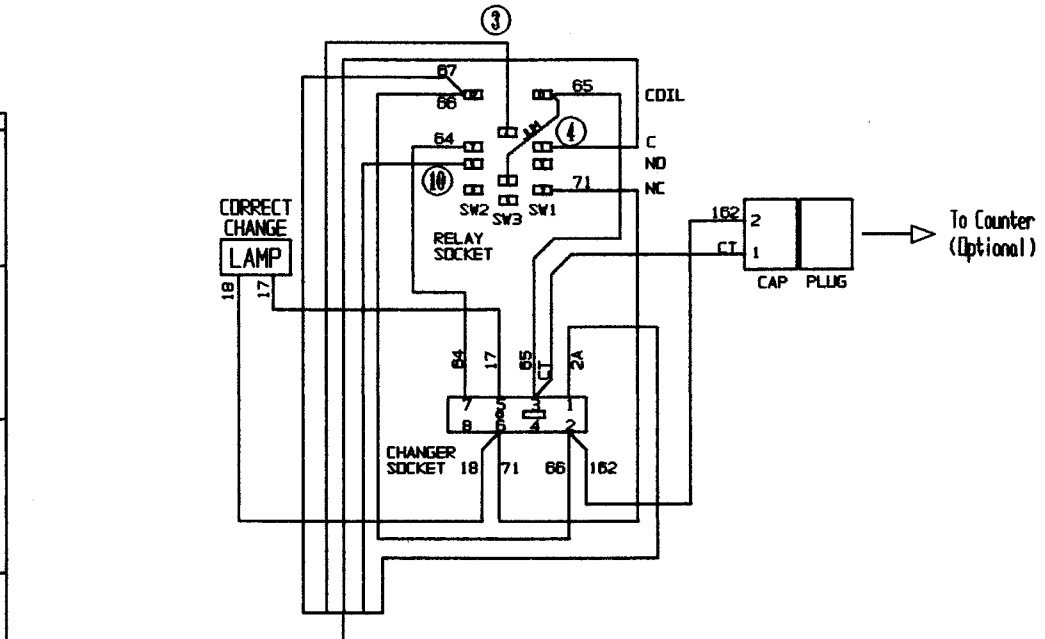 3
67
66
65
COIL
JM
4
C
64
NO
10
71
NC
SW2
SW3
SW1
RELAY
SOCKET
CORRECT
CHANGE
LAMP
18
17
162
2
CT
1
CAP
PLUG
To Counter
(Optional)
64
17
65
CT
2A
7
5
3
1
8
6
4
2
CHANGER
SOCKET
18
71
66
162